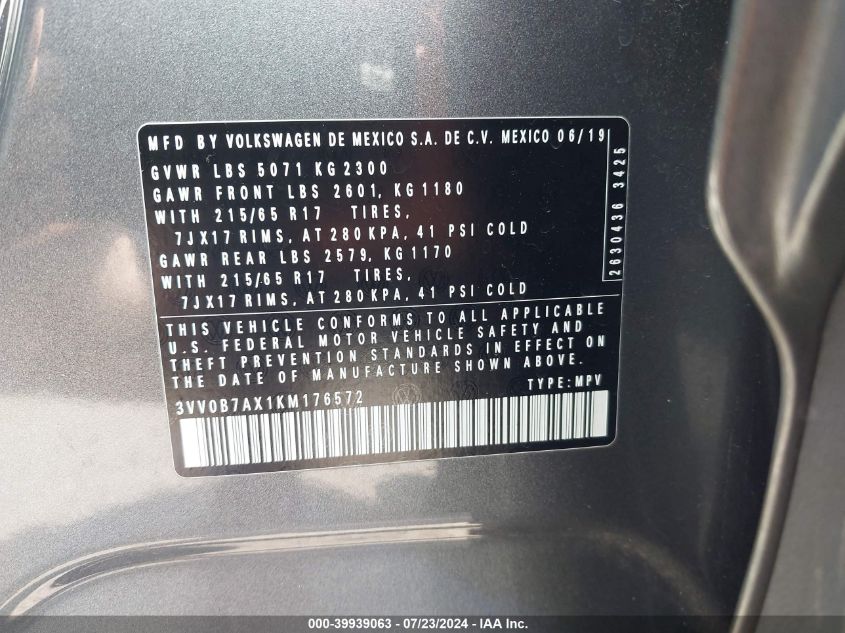 MFD BY VOLKSWAGEN DE MEXICO S.A. DE C.V. MEXICO 06/19
GVWR LBS 5071 KG 2300
GAWR FRONT LBS 2601, KG 1180
WITH 215/65 R17 TIRES,
7JX17 RIMS, AT 280 KPA, 41 PSI COLD
GAWR REAR LBS 2579, KG 1170
WITH 215/65 R17 TIRES,
7JX17 RIMS, AT 280 KPA, 41 PSI COLD
2630436 3425
THIS VEHICLE CONFORMS TO ALL APPLICABLE
U.S. FEDERAL MOTOR VEHICLE SAFETY AND
THEFT PREVENTION STANDARDS IN EFFECT ON
THE DATE OF MANUFACTURE SHOWN ABOVE.
3VV0B7AX1KM176572 TYPE: MPV
000-39939063 / 07/23/2024 - IAA Inc.